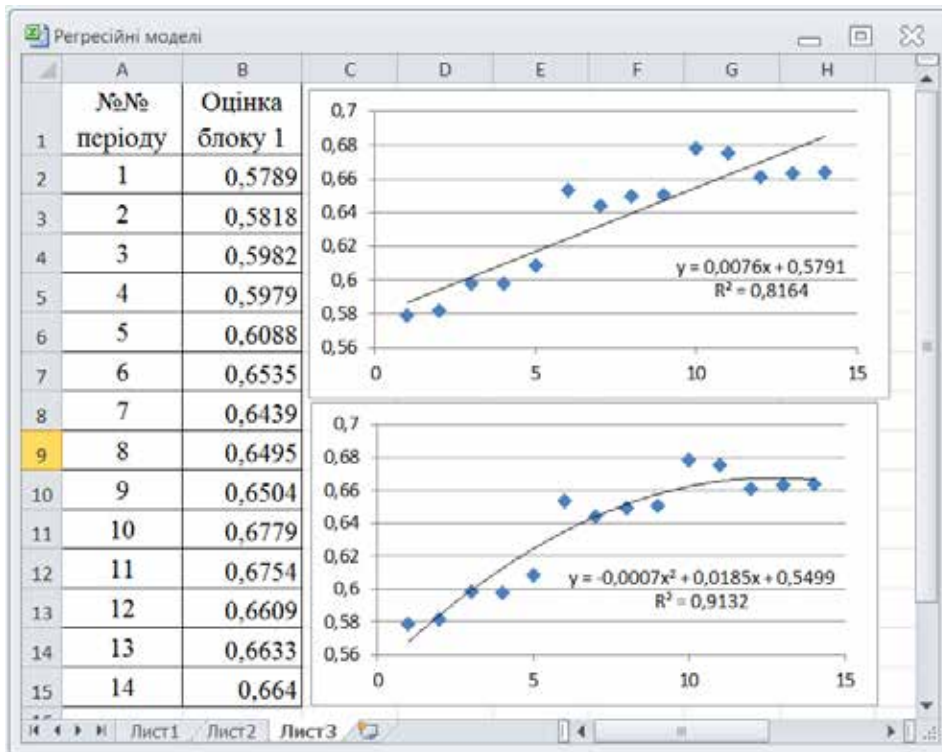 Регресійні моделі
A B C D E F G H
1 №№ періоду Оцінка блоку 1
2 1 0,5789
3 2 0,5818
4 3 0,5982
5 4 0,5979
6 5 0,6088
7 6 0,6535
8 7 0,6439
9 8 0,6495
10 9 0,6504
11 10 0,6779
12 11 0,6754
13 12 0,6609
14 13 0,6633
15 14 0,664
0,7
0,68
0,66
0,64
0,62
0,6
0,58
0,56
0 5 10 15
y = 0,0076x + 0,5791
R² = 0,8164
0,7
0,68
0,66
0,64
0,62
0,6
0,58
0,56
0 5 10 15
y = -0,0007x² + 0,0185x + 0,5499
R² = 0,9132
Лист1 Лист2 Лист3